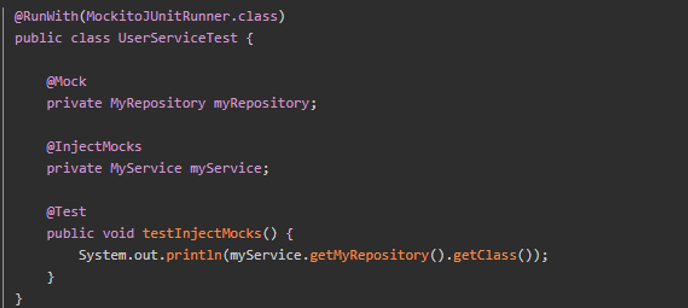 @RunWith(MockitoJUnitRunner.class)
public class UserServiceTest {
@Mock
private MyRepository myRepository;
@InjectMocks
private MyService myService;
@Test
public void testInjectMocks() {
System.out.println(myService.getMyRepository().getClass());
}
}